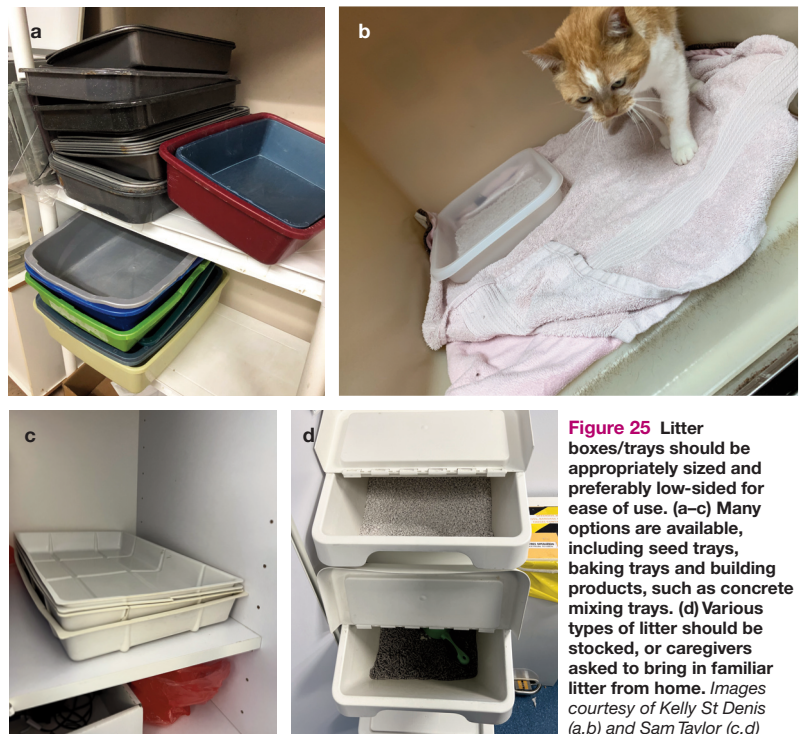 a
b
c
d
Figure 25 Litter
boxes/trays should be
appropriately sized and
preferably low-sided for
ease of use. (a–c) Many
options are available,
including seed trays,
baking trays and building
products, such as concrete
mixing trays. (d) Various
types of litter should be
stocked, or caregivers
asked to bring in familiar
litter from home. Images
courtesy of Kelly St Denis
(a,b) and Sam Taylor (c,d)